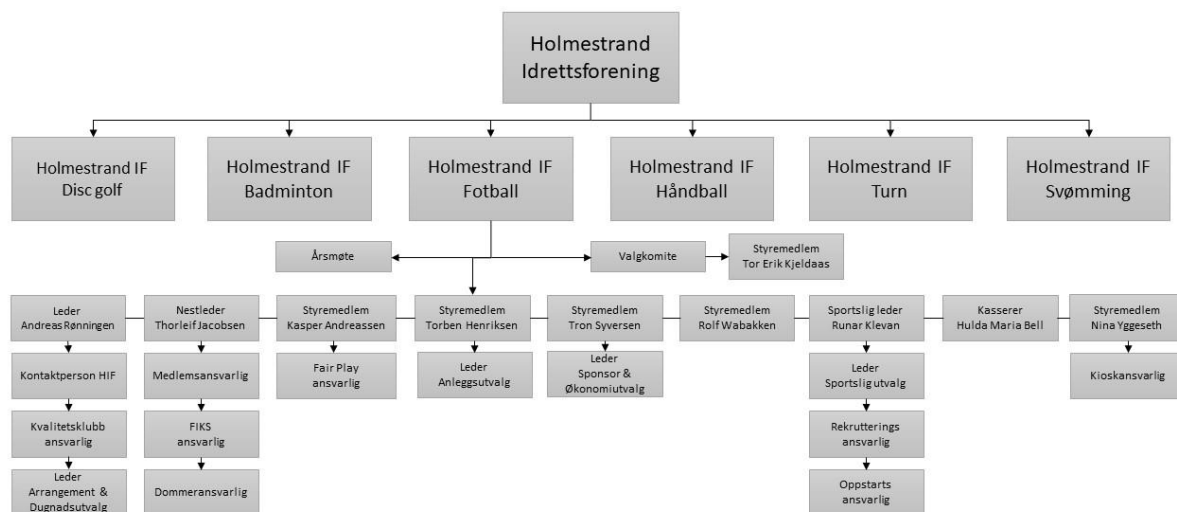 Holmestrand
Idrettsforening
Holmestrand IF
Disc golf
Holmestrand IF
Badminton
Holmestrand IF
Fotball
Holmestrand IF
Håndball
Holmestrand IF
Turn
Holmestrand IF
Svømming
Årsmøte
Valgkomite
Styremedlem
Tor Erik Kjeldaas
Leder
Andreas Rønningen
Nestleder
Thorleif Jacobsen
Styremedlem
Kasper Andreassen
Styremedlem
Torben Henriksen
Styremedlem
Tron Syversen
Styremedlem
Rolf Wabakken
Sportslig leder
Runar Klevan
Kasserer
Hulda Maria Bell
Styremedlem
Nina Yggeseth
Kontaktperson HIF
Medlemsansvarlig
Fair Play
ansvarlig
Leder
Anleggsutvalg
Leder
Sponsor &
Økonomiutvalg
Leder
Sportslig utvalg
Kioskansvarlig
Kvalitetsklubb
ansvarlig
FIKS
ansvarlig
Rekrutterings
ansvarlig
Leder
Arrangement &
Dugnadsutvalg
Dommeransvarlig
Oppstarts
ansvarlig